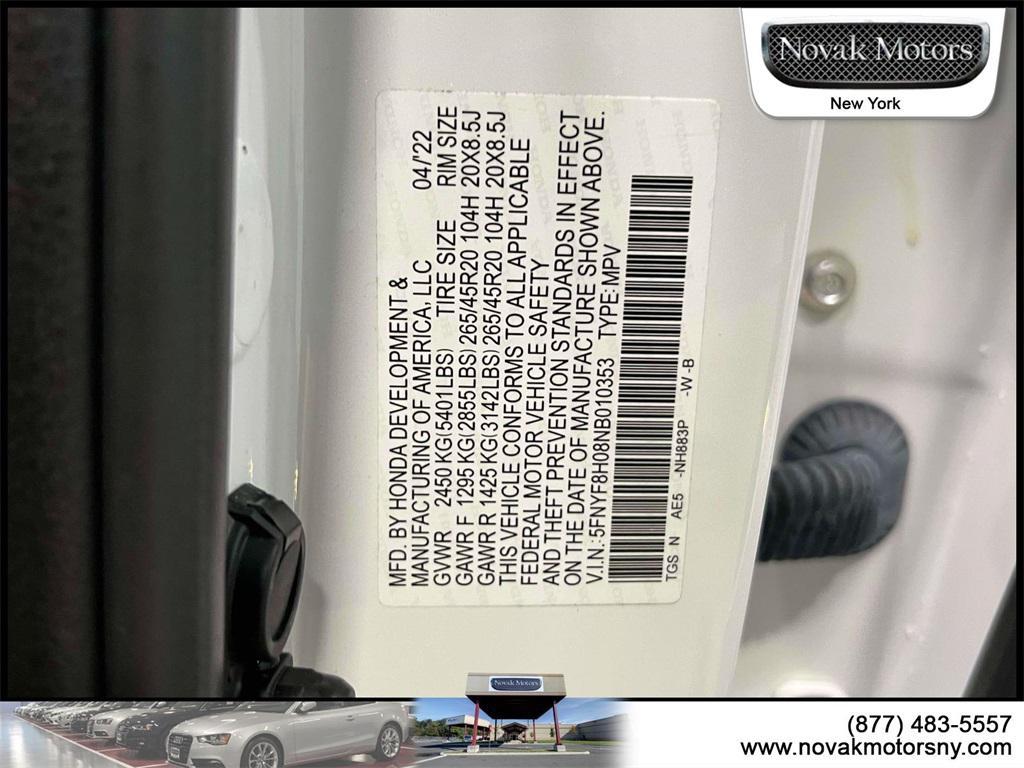 Novak Motors
New York
MFD. BY HONDA DEVELOPMENT &
MANUFACTURING OF AMERICA, LLC 04/'22
GVWR 2450 KG(5401LBS) TIRE SIZE RIM SIZE
GAWR F 1295 KG(2855LBS) 265/45R20 104H 20X8.5J
GAWR R 1425 KG(3142LBS) 265/45R20 104H 20X8.5J
THIS VEHICLE CONFORMS TO ALL APPLICABLE
FEDERAL MOTOR VEHICLE SAFETY
AND THEFT PREVENTION STANDARDS IN EFFECT
ON THE DATE OF MANUFACTURE SHOWN ABOVE.
V.I.N.:5FNYF8H08NB010353 TYPE:MPV
TGS N AE5 -NH883P -W -B
Novak Motors
(877) 483-5557
www.novakmotorsny.com